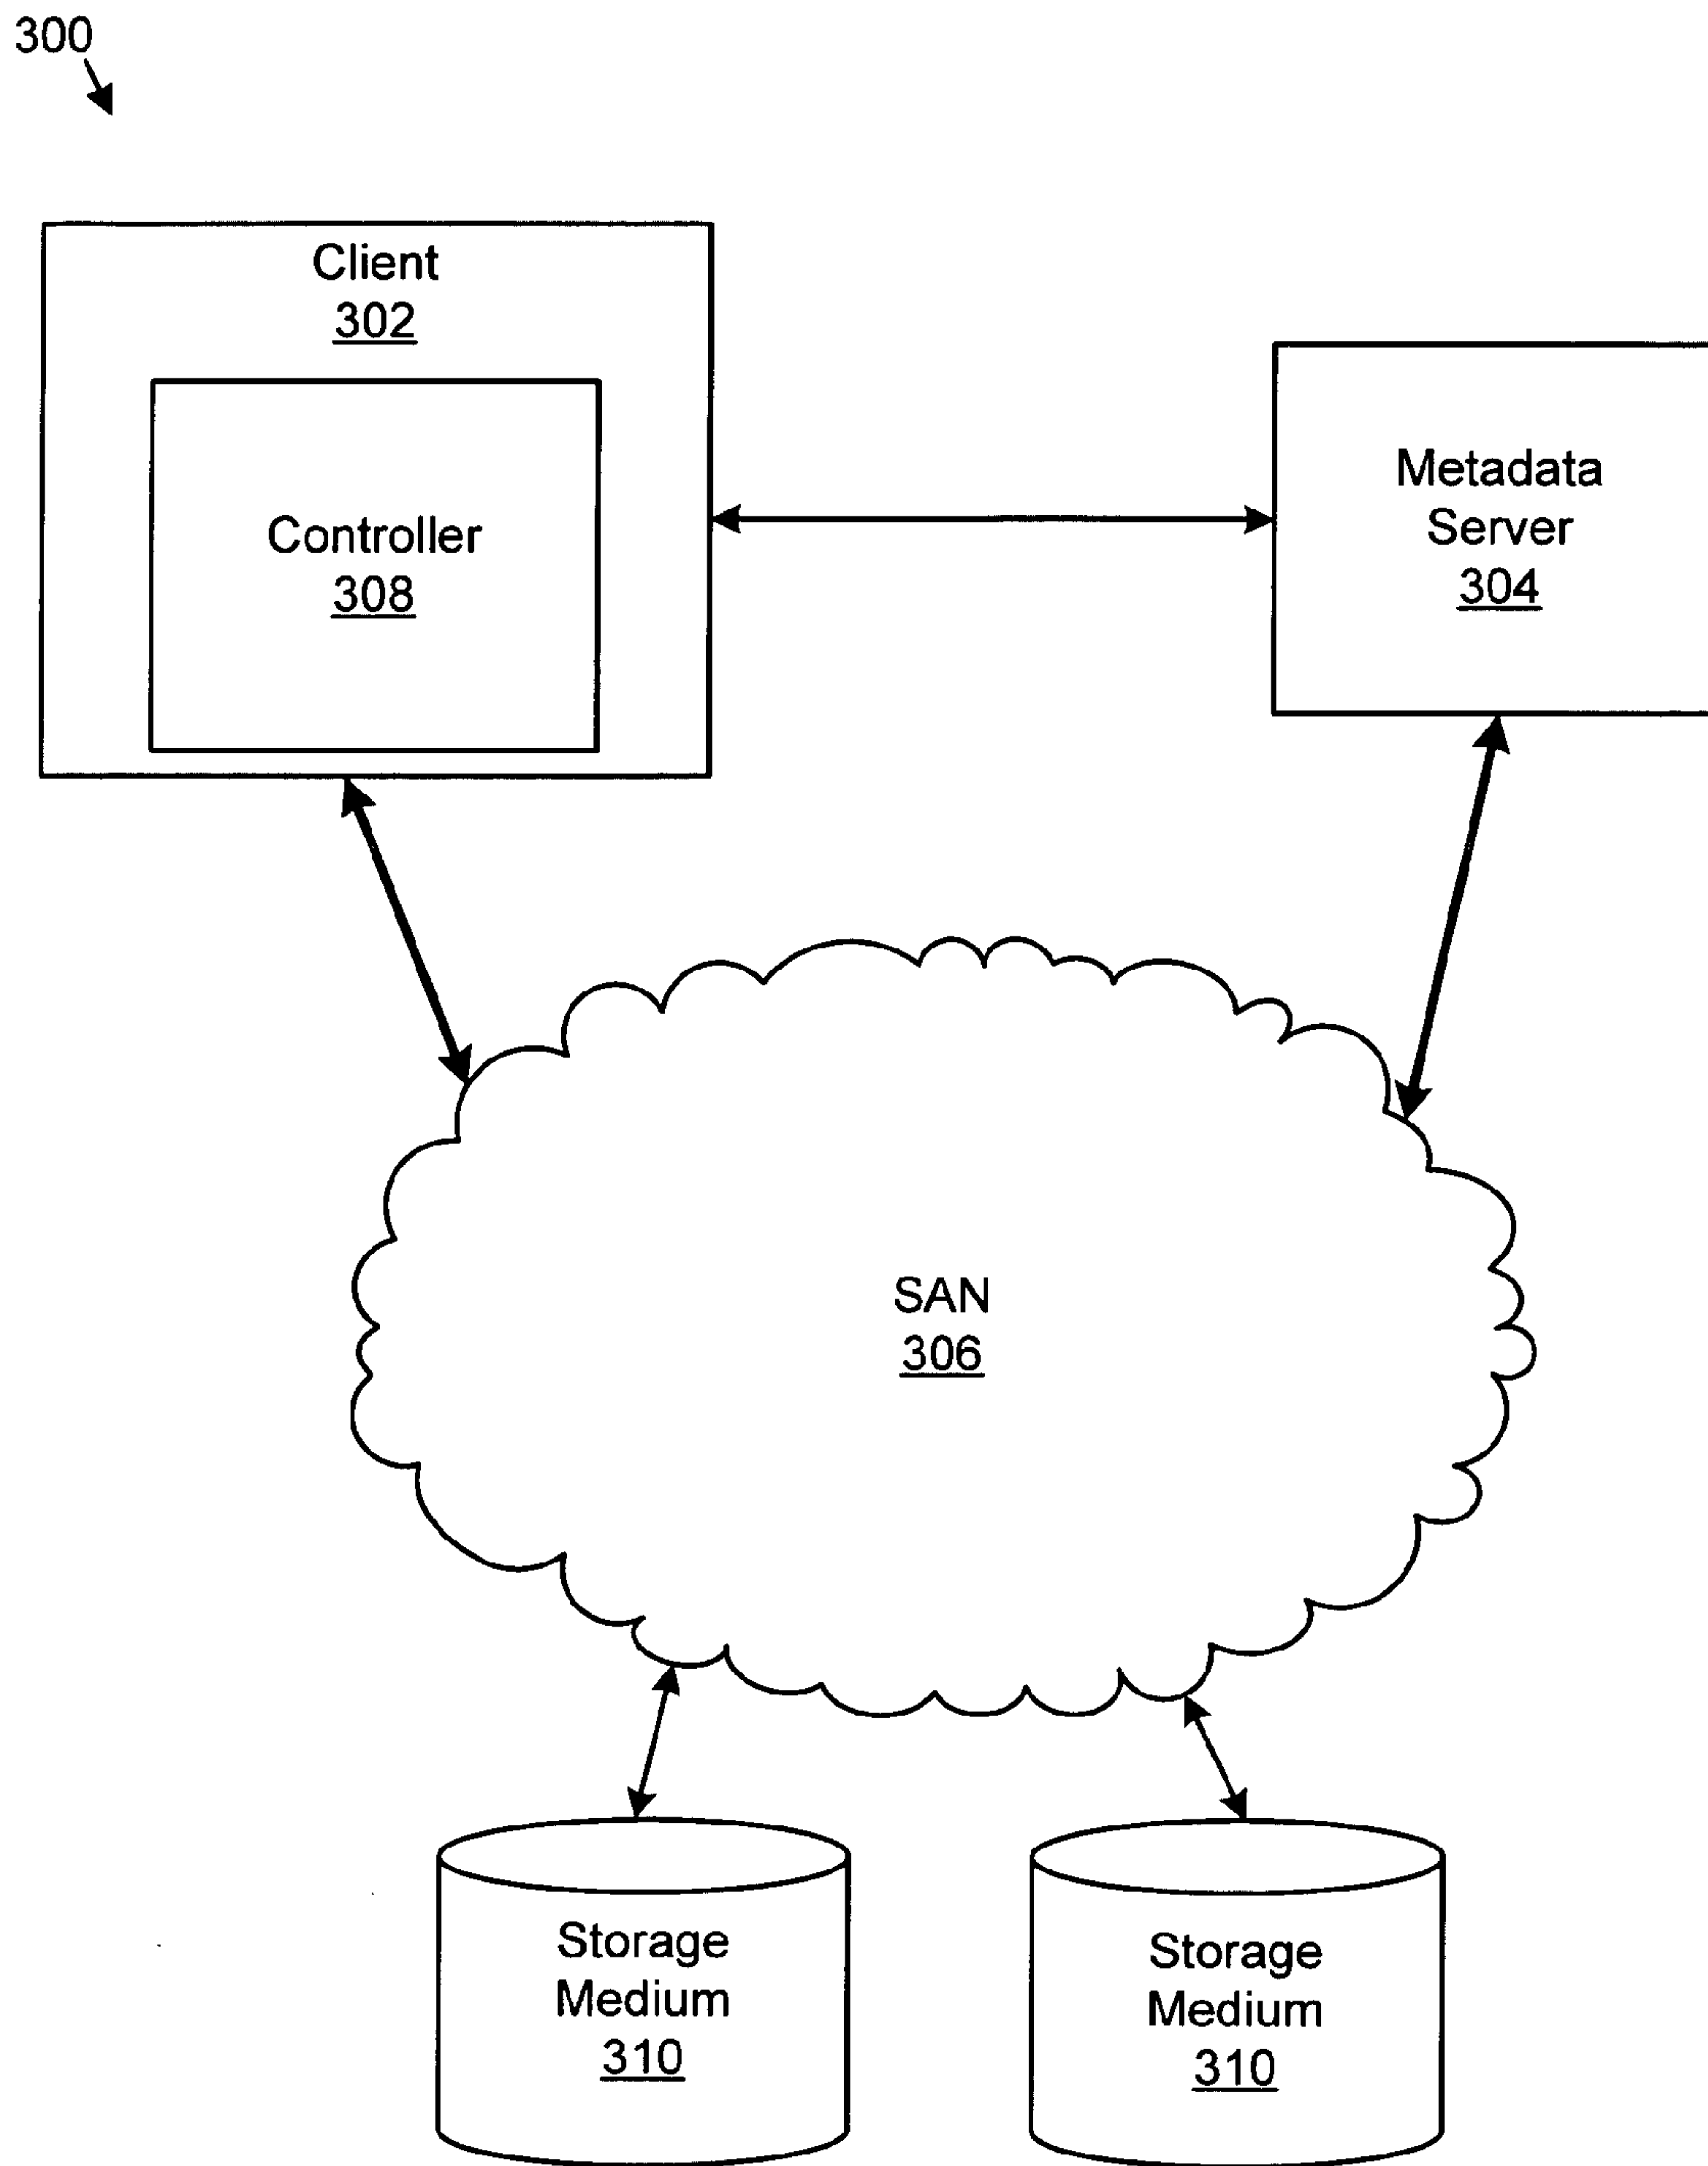 300
Client
302
Controller
308
Metadata
Server
304
SAN
306
Storage
Medium
310
Storage
Medium
310